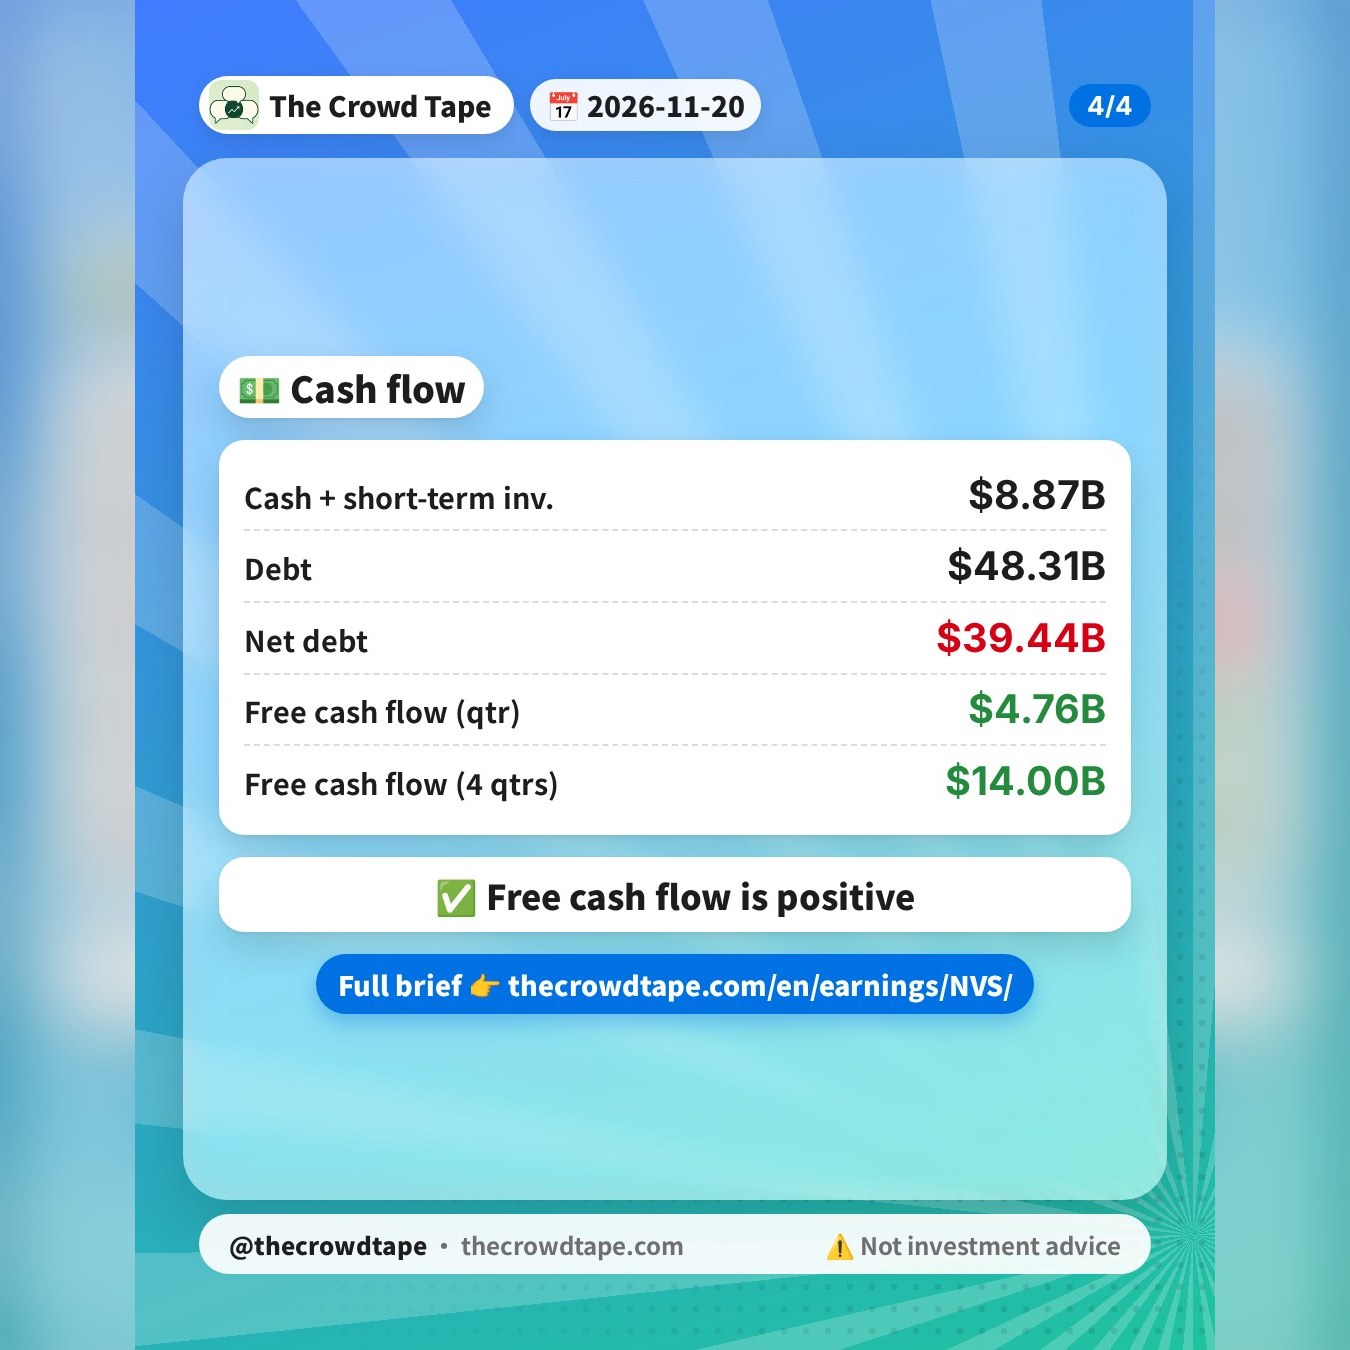 The Crowd Tape
📅 2026-11-20
4/4
💵 Cash flow
Cash + short-term inv. $8.87B
Debt $48.31B
Net debt $39.44B
Free cash flow (qtr) $4.76B
Free cash flow (4 qtrs) $14.00B
✅ Free cash flow is positive
Full brief 👉 thecrowdtape.com/en/earnings/NVS/
@thecrowdtape • thecrowdtape.com ⚠️ Not investment advice